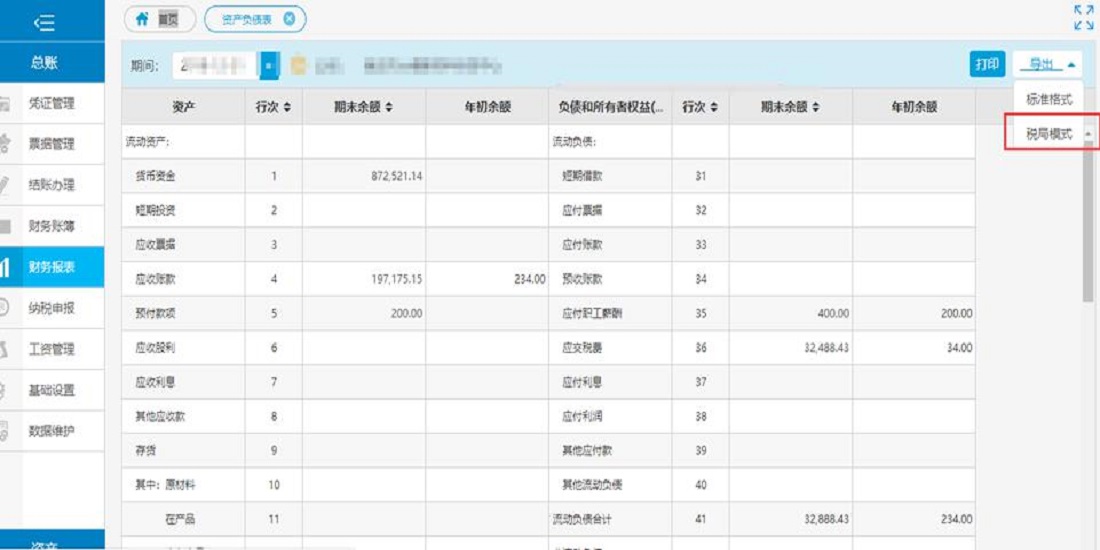 首页 资产负债表
总账
期间: 打印 导出
标准格式
税局模式
凭证管理
票据管理
结账办理
财务账簿
财务报表
纳税申报
工资管理
基础设置
数据维护
资产
资产 行次 期末余额 年初余额 负债和所有者权益(... 行次 期末余额 年初余额
流动资产: 流动负债:
货币资金 1 872,521.14 短期借款 31
短期投资 2 应付票据 32
应收票据 3 应付账款 33
应收账款 4 197,175.15 234.00 预收账款 34
预付款项 5 200.00 应付职工薪酬 35 400.00 200.00
应收股利 6 应交税费 36 32,488.43 34.00
应收利息 7 应付利息 37
其他应收款 8 应付利润 38
存货 9 其他应付款 39
其中: 原材料 10 其他流动负债 40
在产品 11 流动负债合计 41 32,888.43 234.00